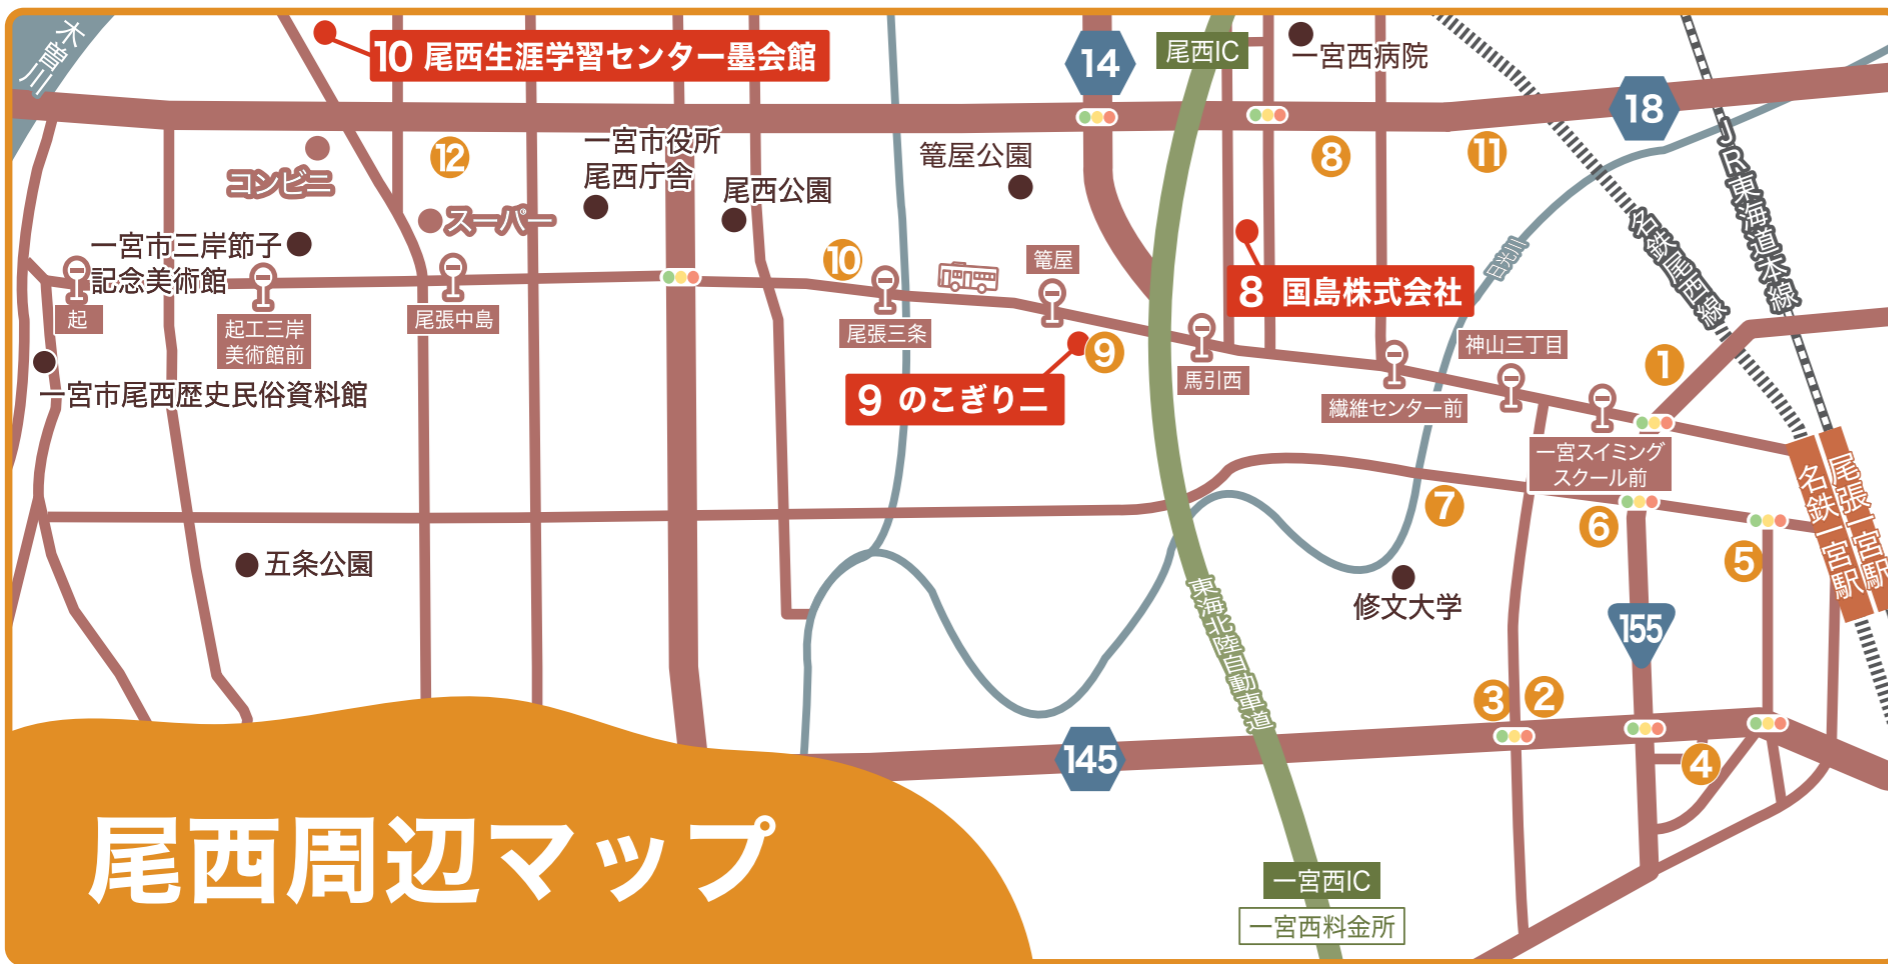 木曽川
10 尾西生涯学習センター墨会館
14
尾西IC
一宮西病院
18
JR東海道本線
名鉄尾西線
日光川
コンビニ
12
スーパー
一宮市役所
尾西庁舎
尾西公園
篭屋公園
8
11
一宮市三岸節子
記念美術館
起
起工三岸
美術館前
尾張中島
10
尾張三条
篭屋
9
9 のこぎり二
8 国島株式会社
馬引西
繊維センター前
神山三丁目
一宮スイミング
スクール前
1
一宮市尾西歴史民俗資料館
尾張一宮駅
名鉄一宮駅
7
6
5
五条公園
修文大学
155
東海北陸自動車道
3
2
4
145
尾西周辺マップ
一宮西IC
一宮西料金所